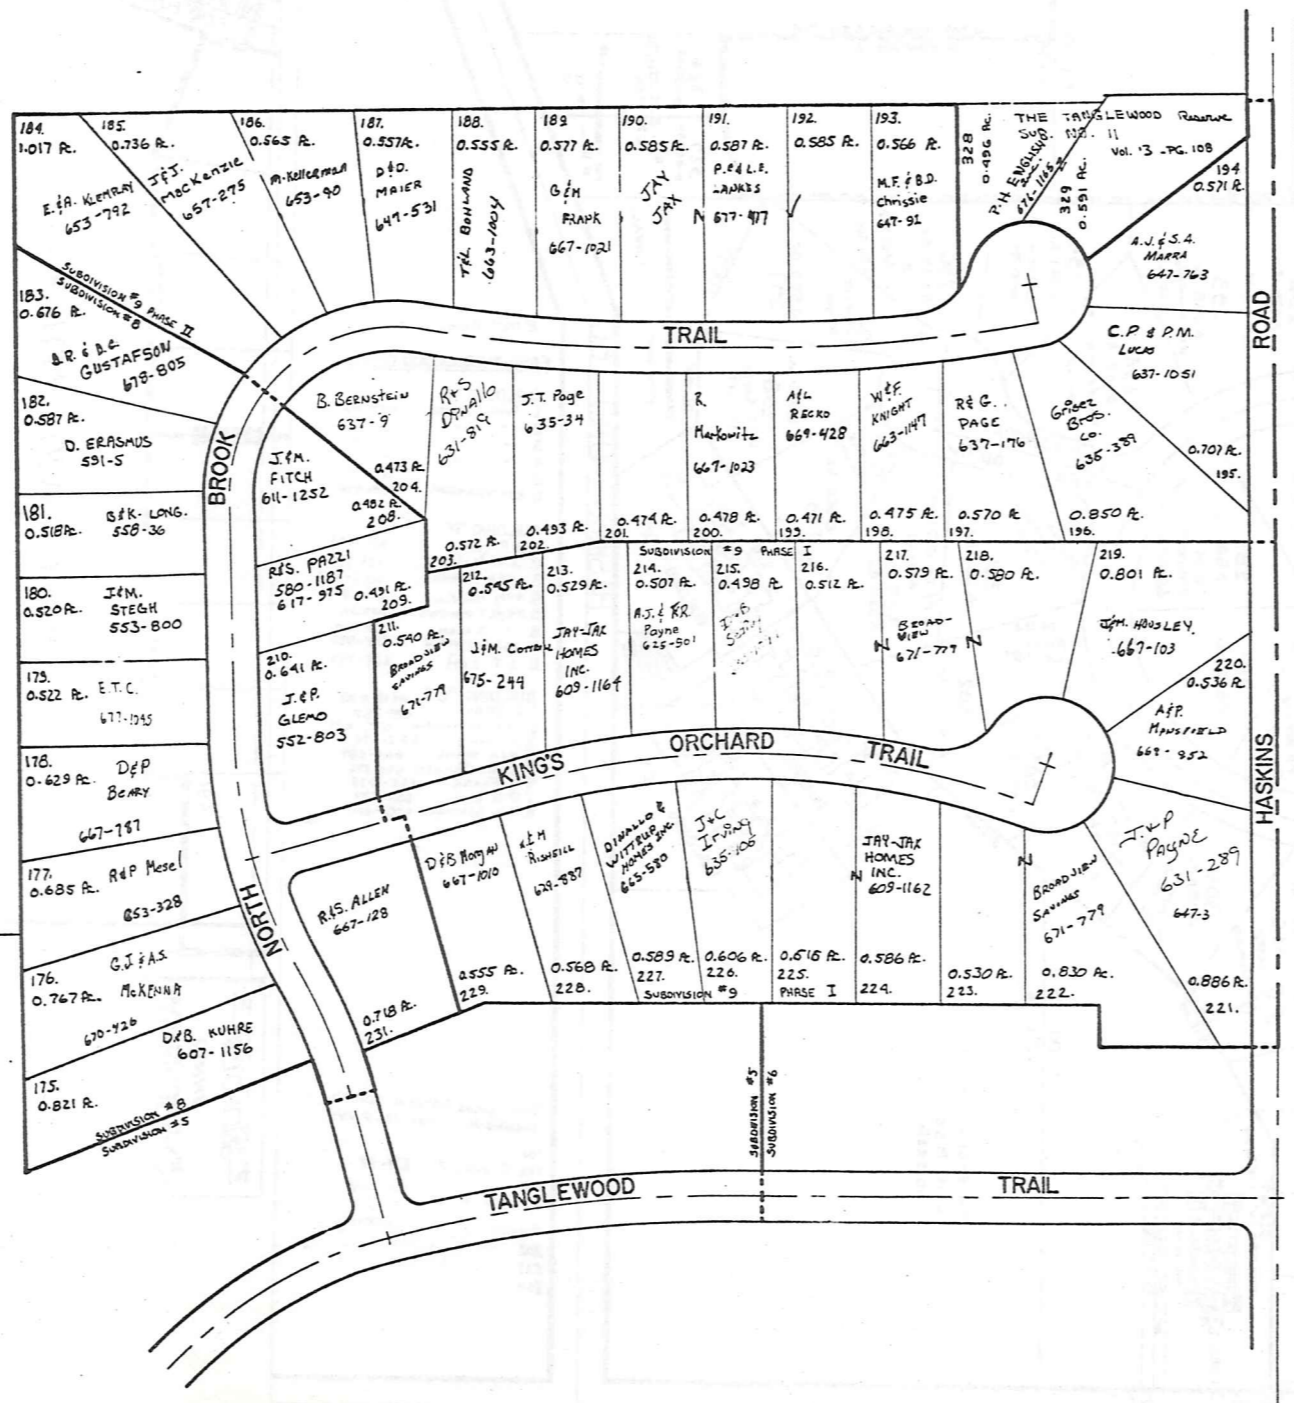 184.
1.017 Ac.
E. & A. KLEMRAY
653-792
185.
0.736 Ac.
J & J.
MacKenzie
657-275
186.
0.565 Ac.
M. Kellerman
653-90
187.
0.557 Ac.
D & D.
MAIER
647-531
188.
0.555 Ac.
T & L BOHLAND
663-1004
189
0.577 Ac.
G & M
FRANK
667-1021
190.
0.585 Ac.
JAY
JAX
N
191.
0.587 Ac.
P. & L.E.
677-477
192.
0.585 Ac.
193.
0.566 Ac.
M.F. & B.D.
Chrissie
647-92
328
0.496 Ac.
P.H. ENGLISH
329
0.591 Ac.
THE TANGLEWOOD Reserve
SUB. NO. 11
Vol. '3 - PG. 108
194
0.571 Ac.
A.J. & S.A.
MARRA
647-763
SUBDIVISION #9 PHASE II
SUBDIVISION #8
183.
0.676 Ac.
GUSTAFSON
678-805
TRAIL
ROAD
C.P & P.M.
LUCAS
637-1051
0.707 Ac.
195.
182.
0.587 Ac.
D. ERASMUS
591-5
BROOK
B. BERNSTEIN
637-9
0.473 Ac.
204.
R & S
DINALLO
631-819
0.572 Ac.
203.
J.T. Page
635-34
0.493 Ac.
202.
0.474 Ac.
201.
R.
Markowitz
667-1023
0.478 Ac.
200.
A & L
RECKO
669-428
0.471 Ac.
199.
W & F.
KNIGHT
663-1147
0.475 Ac.
198.
R & G.
PAGE
637-176
0.570 Ac
197.
Griser
Bros.
Co.
635-389
0.850 Ac.
196.
J & M.
FITCH
611-1252
0.482 Ac.
208.
181.
0.518 Ac.
B & K. LONG.
558-36
180.
0.520 Ac.
J & M.
STEGH
553-800
R & S. PAZZI
580-1187
617-975
0.491 Ac.
209.
SUBDIVISION #9 PHASE I
211.
0.540 Ac.
BROADVIEW
SAVINGS
671-779
212.
0.545 Ac.
J & M. Cottrell
675-244
213.
0.529 Ac.
JAY-JAX
HOMES
INC.
609-1164
214.
0.507 Ac.
A.J. & R.R.
Payne
625-501
215.
0.498 Ac.
216.
0.512 Ac.
217.
0.579 Ac.
N
BROAD-
VIEW
671-779
N
218.
0.580 Ac.
219.
0.801 Ac.
J & M. HOUSLEY.
667-103
220.
0.536 Ac
A & P.
MANSFIELD
669-852
179.
0.522 Ac.
E.T.C.
677-1045
210.
0.641 Ac.
J. & P.
GLEMO
552-803
178.
0.629 Ac.
D & P
BEARY
667-787
KING'S
ORCHARD
TRAIL
HASKINS
177.
0.685 Ac.
R & P Mesel
653-328
NORTH
R & S. ALLEN
667-128
0.718 Ac.
231.
D & B Morgan
667-1010
0.555 Ac.
229.
629-887
0.568 Ac.
228.
DINALLO &
WITTRUP
HOMES INC.
665-580
0.589 Ac.
227.
J & C
Irving
635-106
0.606 Ac.
226.
0.616 Ac.
225.
JAY-JAX
HOMES
INC.
N
609-1162
0.586 Ac.
224.
0.530 Ac.
223.
N
BROADVIEW
SAVINGS
671-779
0.830 Ac.
222.
J. & P
PAYNE
631-289
647-3
0.886 Ac.
221.
SUBDIVISION #9 PHASE I
176.
0.767 Ac.
G.J. & A.S.
McKENNA
670-426
D & B. KUHRE
607-1156
175.
0.821 Ac.
SUBDIVISION #8
SUBDIVISION #5
SUBDIVISION #5
SUBDIVISION #6
TANGLEWOOD
TRAIL